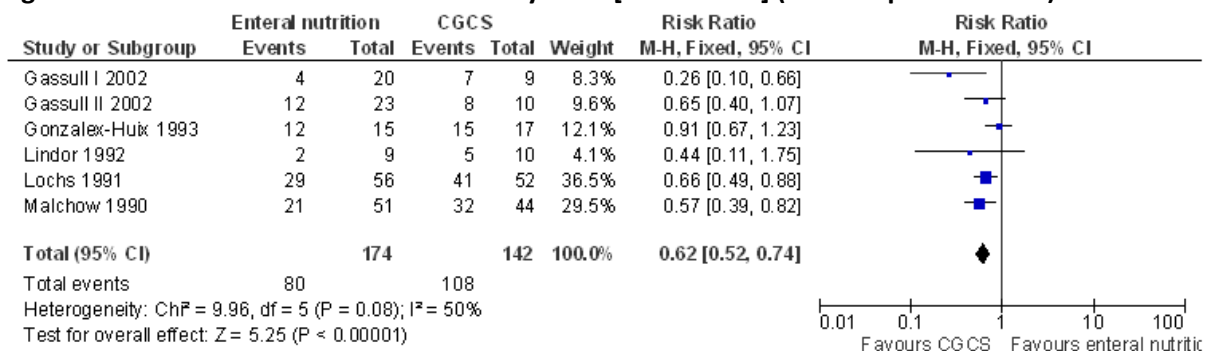 Enteral nutrition CGCS Risk Ratio Risk Ratio
Study or Subgroup Events Total Events Total Weight M-H, Fixed, 95% CI M-H, Fixed, 95% CI
Gassull I 2002 4 20 7 9 8.3% 0.26 [0.10, 0.66]
Gassull II 2002 12 23 8 10 9.6% 0.65 [0.40, 1.07]
Gonzalex-Huix 1993 12 15 15 17 12.1% 0.91 [0.67, 1.23]
Lindor 1992 2 9 5 10 4.1% 0.44 [0.11, 1.75]
Lochs 1991 29 56 41 52 36.5% 0.66 [0.49, 0.88]
Malchow 1990 21 51 32 44 29.5% 0.57 [0.39, 0.82]
Total (95% CI) 174 142 100.0% 0.62 [0.52, 0.74]
Total events 80 108
Heterogeneity: Chi² = 9.96, df = 5 (P = 0.08); I² = 50%
Test for overall effect: Z = 5.25 (P < 0.00001)
0.01 0.1 1 10 100
Favours CGCS Favours enteral nutritic